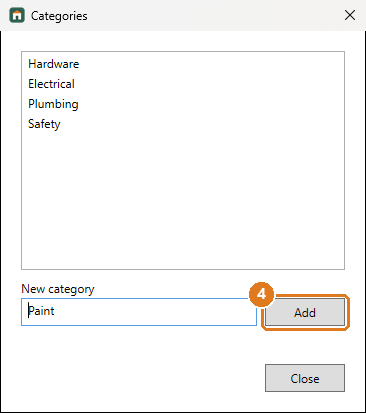 Categories
Hardware
Electrical
Plumbing
Safety
New category
4
Paint
Add
Close